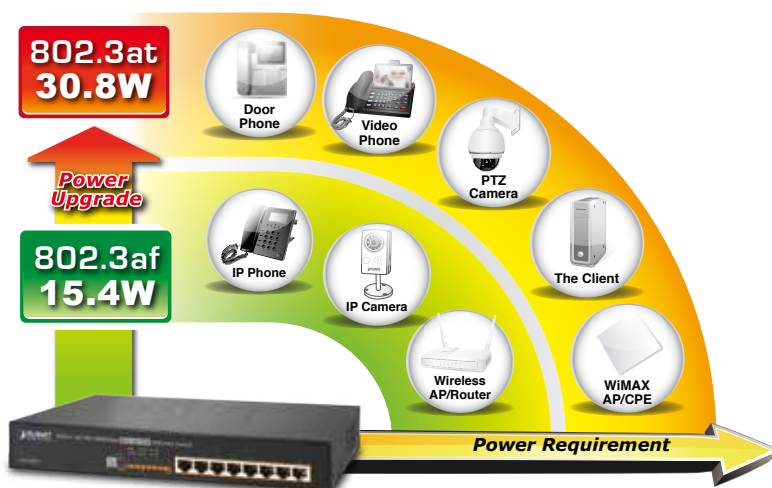 802.3at
30.8W
Door
Phone
Video
Phone
PTZ
Camera
Power
Upgrade
The Client
802.3af
15.4W
IP Phone
IP Camera
Wireless
AP/Router
WiMAX
AP/CPE
Power Requirement
PLANET